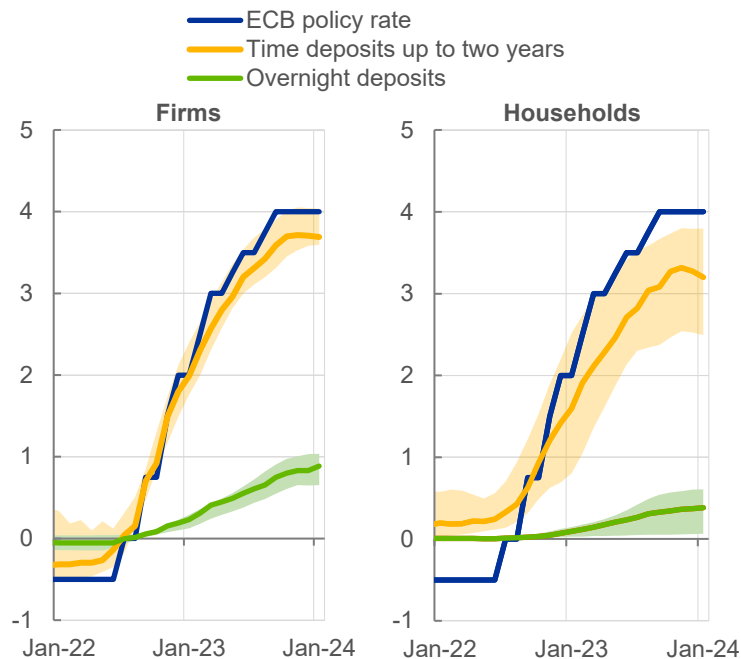 ECB policy rate
Time deposits up to two years
Overnight deposits
Firms
5
4
3
2
1
0
-1
Jan-22
Jan-23
Jan-24
Households
5
4
3
2
1
0
-1
Jan-22
Jan-23
Jan-24